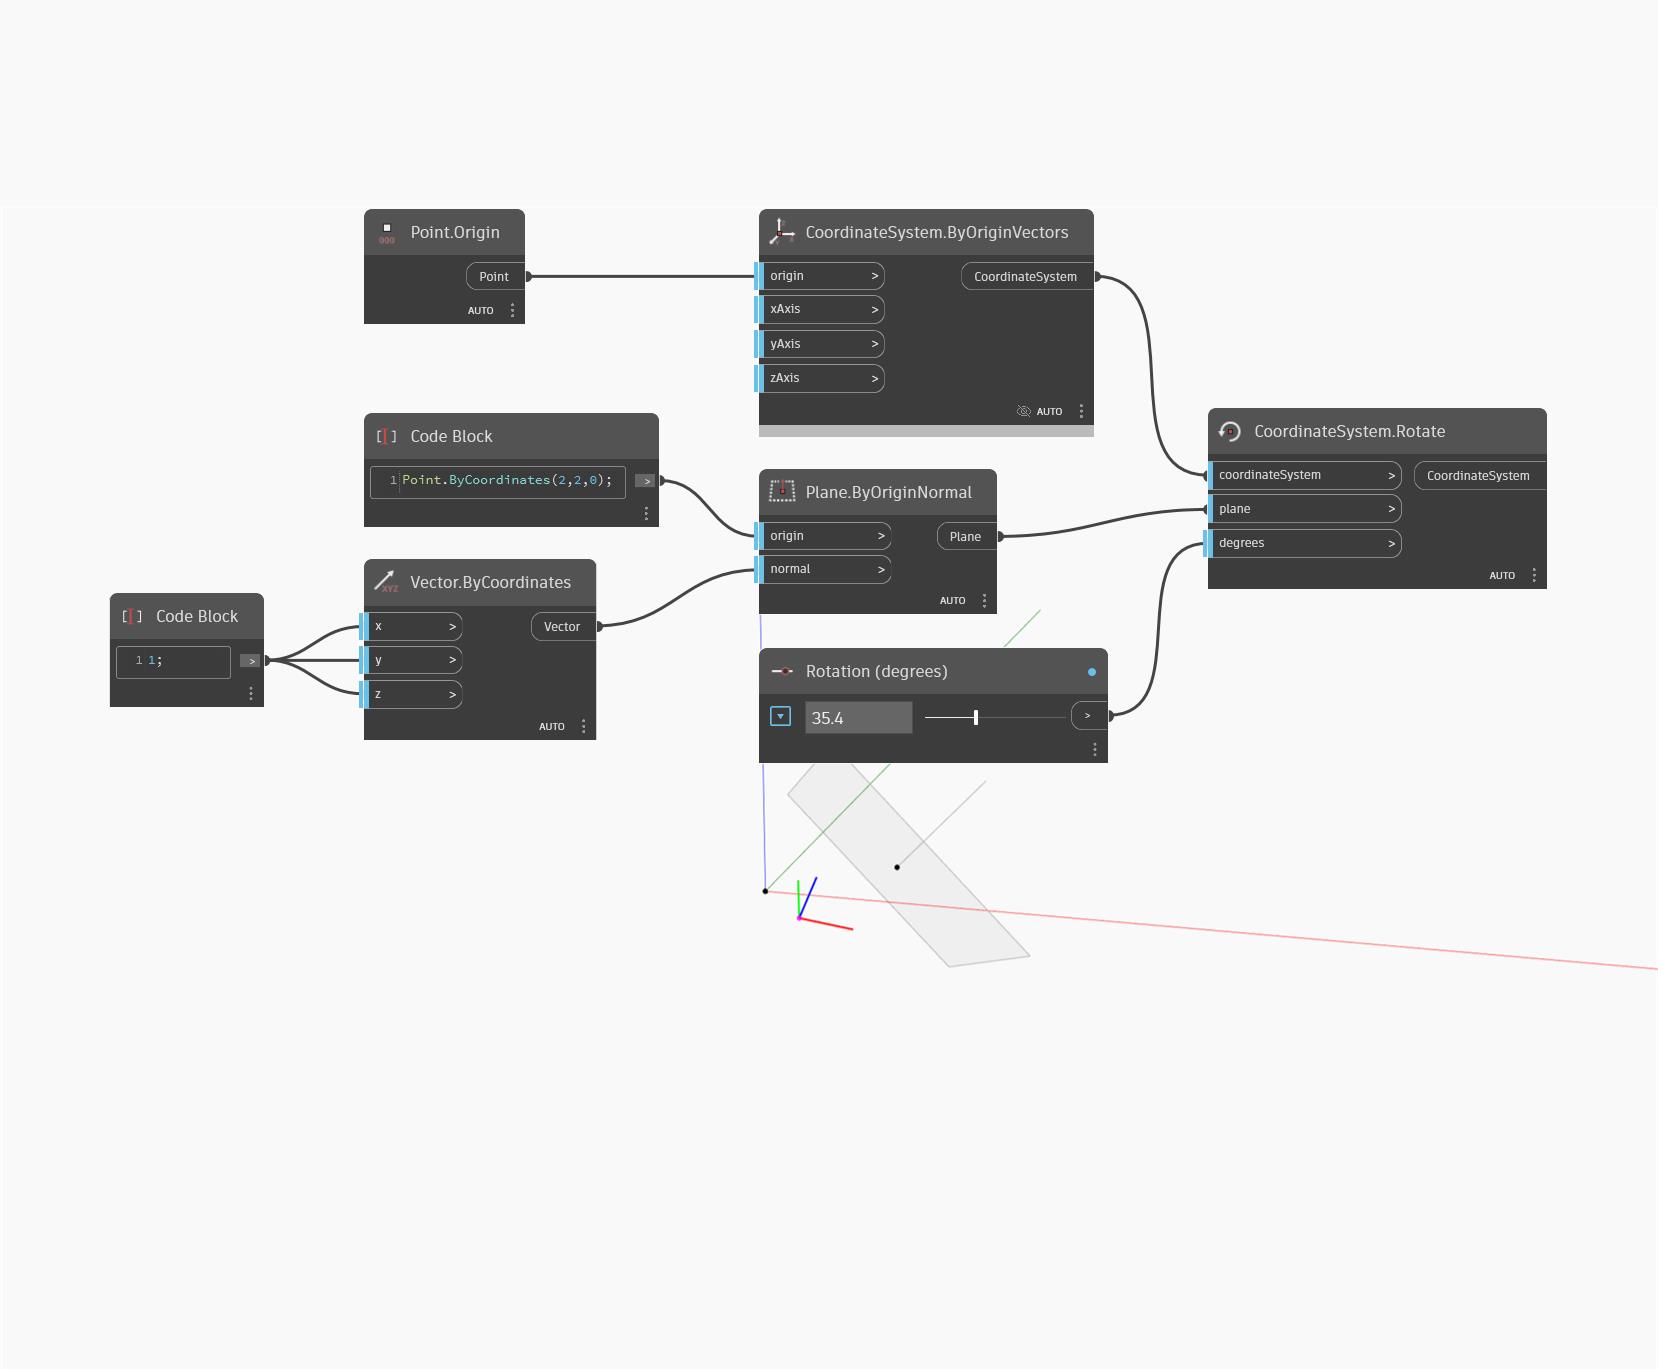 Point.Origin
Point
AUTO
CoordinateSystem.ByOriginVectors
origin >
CoordinateSystem
xAxis >
yAxis >
zAxis >
AUTO
Code Block
1 Point.ByCoordinates(2,2,0);
>
Plane.ByOriginNormal
origin >
Plane
normal >
AUTO
CoordinateSystem.Rotate
coordinateSystem >
CoordinateSystem
plane >
degrees >
AUTO
Code Block
1 1;
>
Vector.ByCoordinates
XYZ
x >
Vector
y >
z >
AUTO
Rotation (degrees)
35.4
>